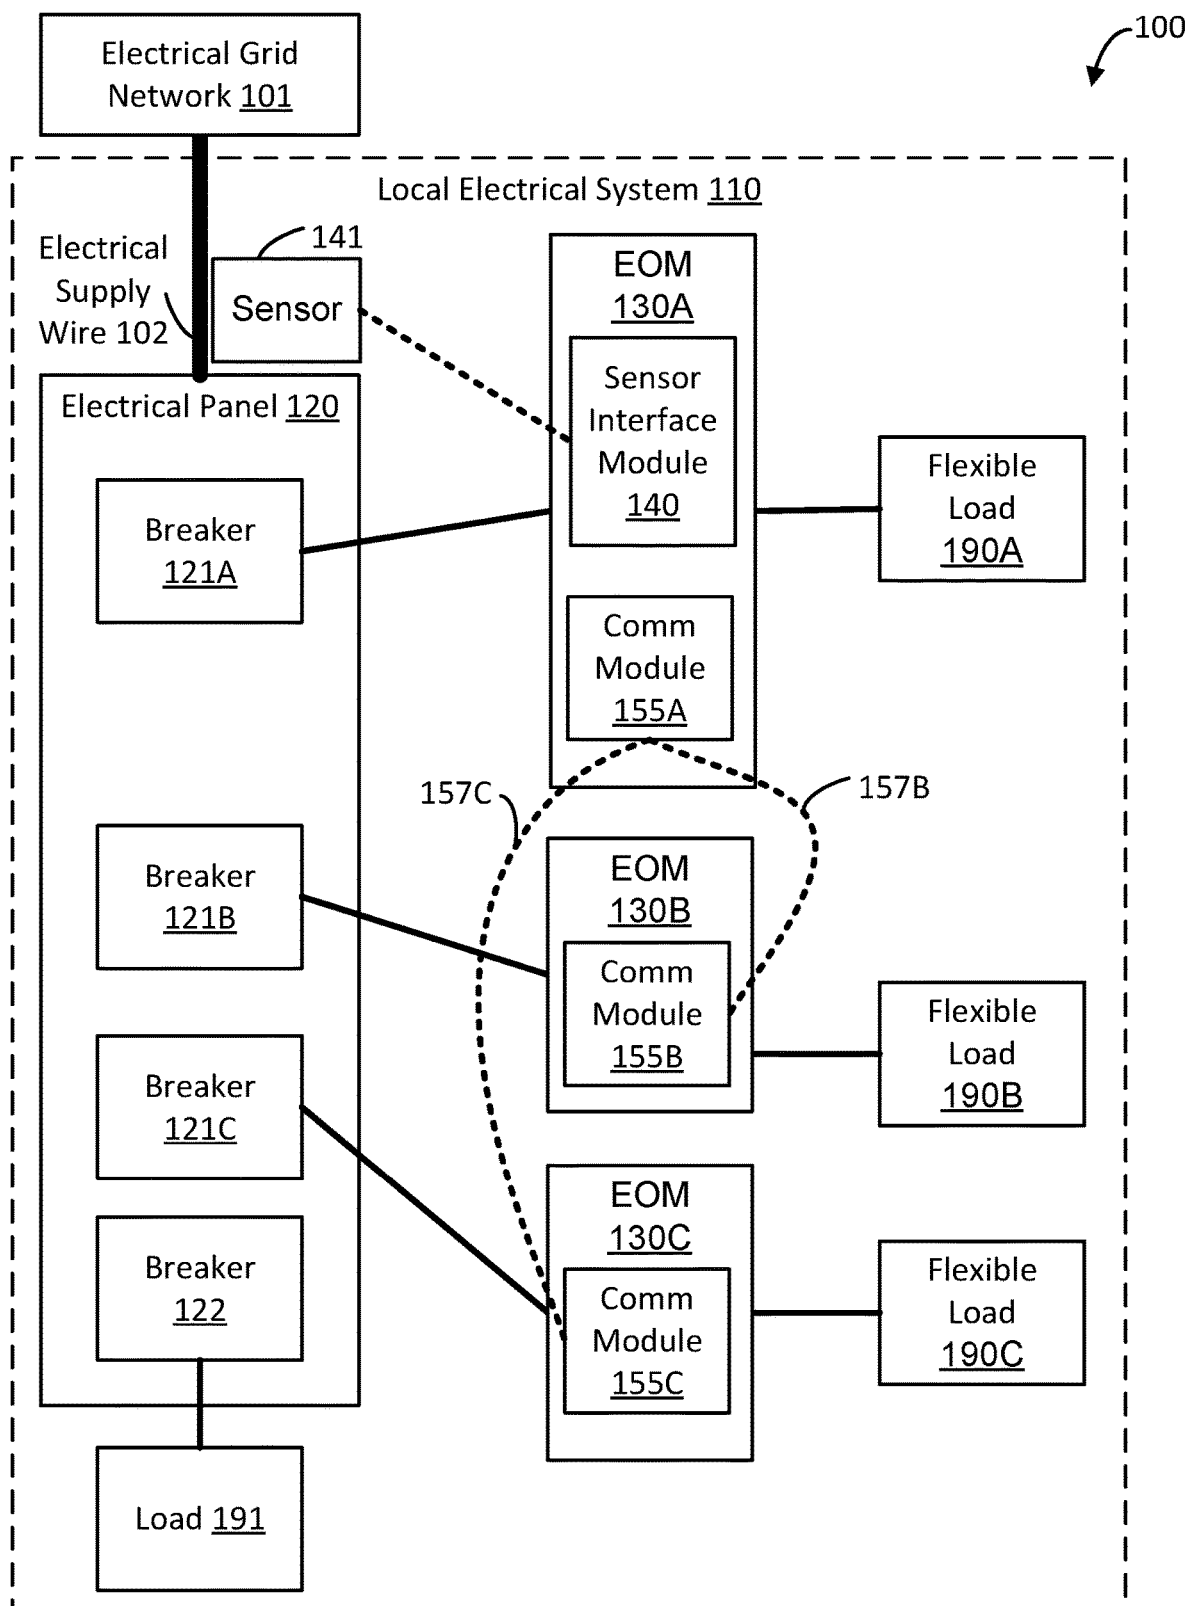 100
Electrical Grid
Network 101
Local Electrical System 110
Electrical
Supply
Wire 102
141
Sensor
EOM
130A
Sensor
Interface
Module
140
Electrical Panel 120
Breaker
121A
Flexible
Load
190A
Comm
Module
155A
157C
157B
Breaker
121B
EOM
130B
Comm
Module
155B
Flexible
Load
190B
Breaker
121C
EOM
130C
Comm
Module
155C
Flexible
Load
190C
Breaker
122
Load 191